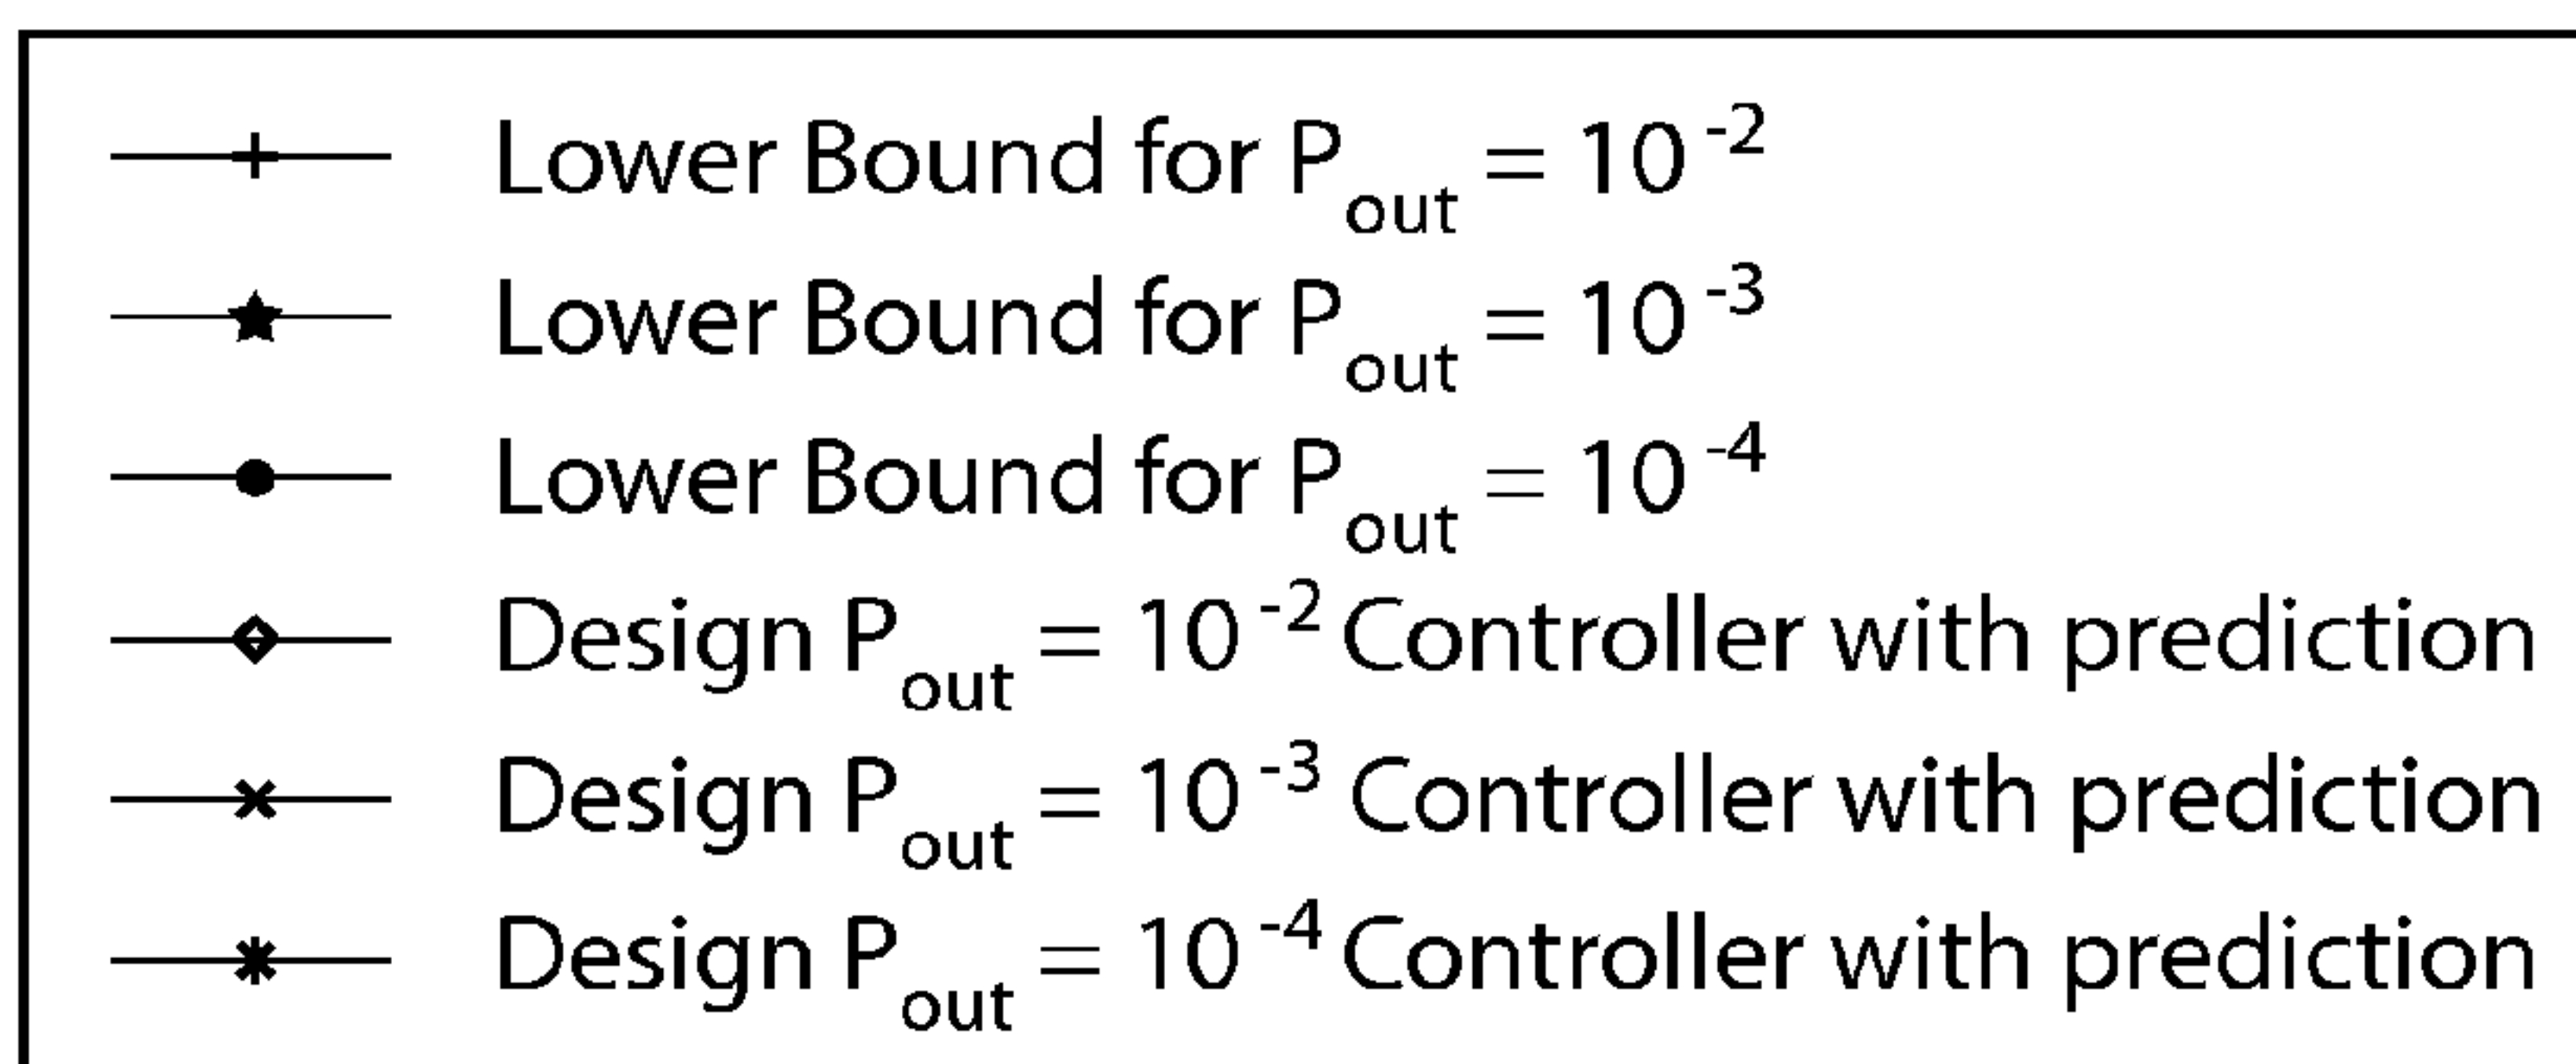 Lower Bound for P_out = 10^-2
Lower Bound for P_out = 10^-3
Lower Bound for P_out = 10^-4
Design P_out = 10^-2 Controller with prediction
Design P_out = 10^-3 Controller with prediction
Design P_out = 10^-4 Controller with prediction